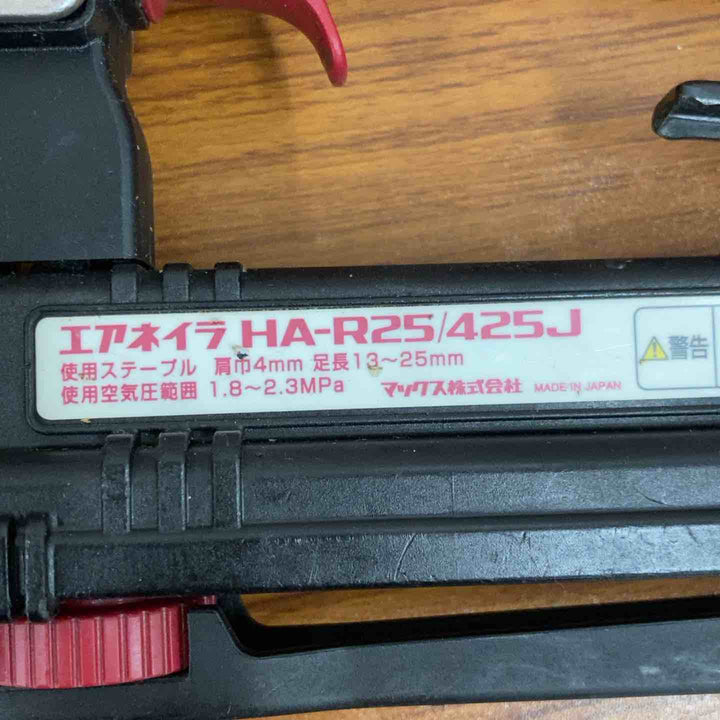 エアネイラ HA-R25/425J
使用ステープル 肩巾4mm 足長13～25mm
使用空気圧範囲 1.8～2.3MPa マックス株式会社 MADE IN JAPAN
警告